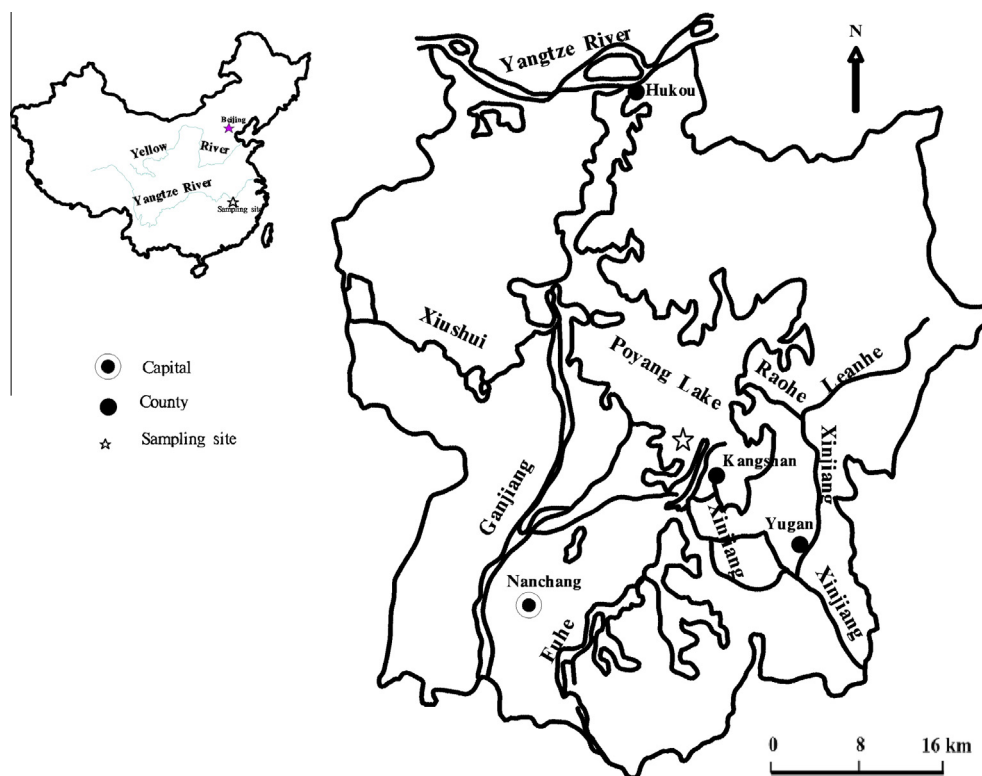 Beijing
Yellow River
Yangtze River
Sampling site
Capital
County
Sampling site
Yangtze River
N
Hukou
Xiushui
Poyang Lake
Raohe
Leanhe
Kangshan
Xinjiang
Ganjiang
Xinjiang
Yugan
Nanchang
Xinjiang
Fuhe
0 8 16 km